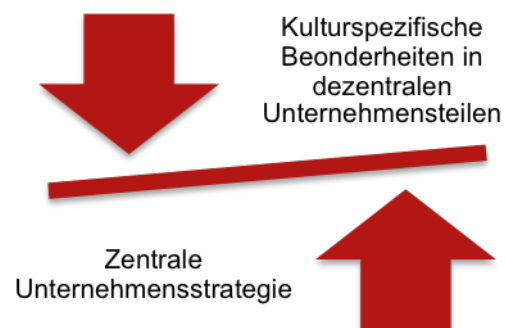 Kulturspezifische
Beonderheiten in
dezentralen
Unternehmensteilen
Zentrale
Unternehmensstrategie